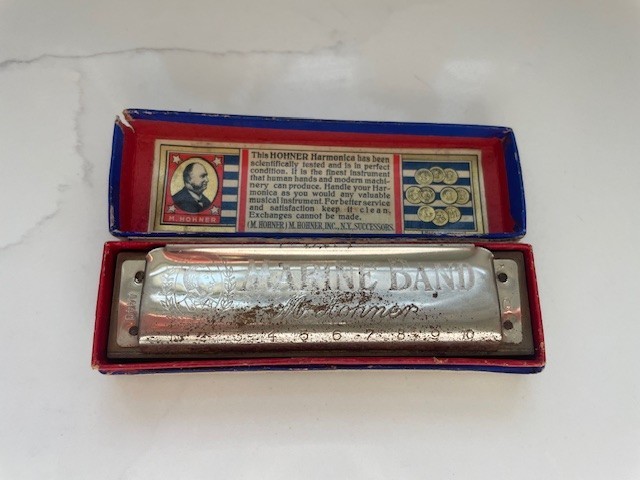 This HOHNER Harmonica has been
scientifically tested and is in perfect
condition. It is the finest instrument
that human hands and modern machi-
nery can produce. Handle your Har-
monica as you would any valuable
musical instrument. For better service
and satisfaction keep it clean.
Exchanges cannot be made.
(M. HOHNER) M. HOHNER, INC., N.Y., SUCCESSORS
M. HOHNER
MARINE BAND
M. Hohner
3 4 5 6 7 8 9 10